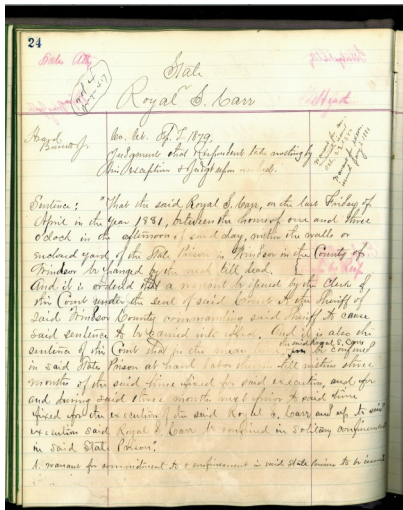 24
State
Royal S. Carr
Co. Ct. Sept. T. 1879.
Judgment that Respondent take nothing by
his exceptions & Judgt upon
Sentence: "That the said Royal S. Carr, on the last Friday of
April in the year 1881, between the hours of one and three
o'clock in the afternoon of said day, within the walls or
enclosed yard of the State Prison in Windsor in the County of
Windsor be hanged by the neck till dead.
And it is ordered that a warrant be issued by the Clerk of
this Court under the seal of said Court to the Sheriff of
said Windsor County commanding said Sheriff to cause
said sentence to be carried into effect. And it is also the
the said Royal S. Carr
sentence of this Court that in the mean time be confined
in said State Prison at hard labor till within three
months of the said time fixed for said execution, and for
and during said three months next prior to said time
fixed for the execution of the said Royal S. Carr and up to said
execution said Royal S. Carr be confined in solitary confinement
in said State Prison."
A warrant for commitment to & confinement in said state prison to be issued